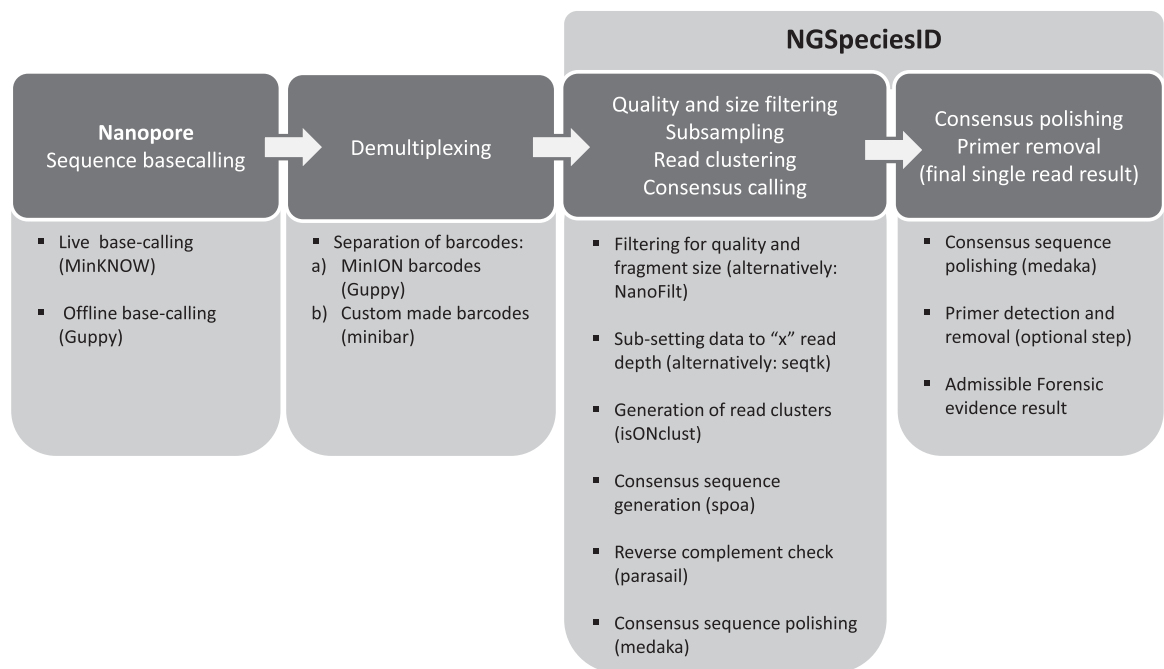 NGSpeciesID
Nanopore
Sequence basecalling
Demultiplexing
Quality and size filtering
Subsampling
Read clustering
Consensus calling
Consensus polishing
Primer removal
(final single read result)
▪ Live base-calling
(MinKNOW)
▪ Offline base-calling
(Guppy)
▪ Separation of barcodes:
a) MinION barcodes
(Guppy)
b) Custom made barcodes
(minibar)
▪ Filtering for quality and
fragment size (alternatively:
NanoFilt)
▪ Sub-setting data to “x” read
depth (alternatively: seqtk)
▪ Generation of read clusters
(isONclust)
▪ Consensus sequence
generation (spoa)
▪ Reverse complement check
(parasail)
▪ Consensus sequence polishing
(medaka)
▪ Consensus sequence
polishing (medaka)
▪ Primer detection and
removal (optional step)
▪ Admissible Forensic
evidence result